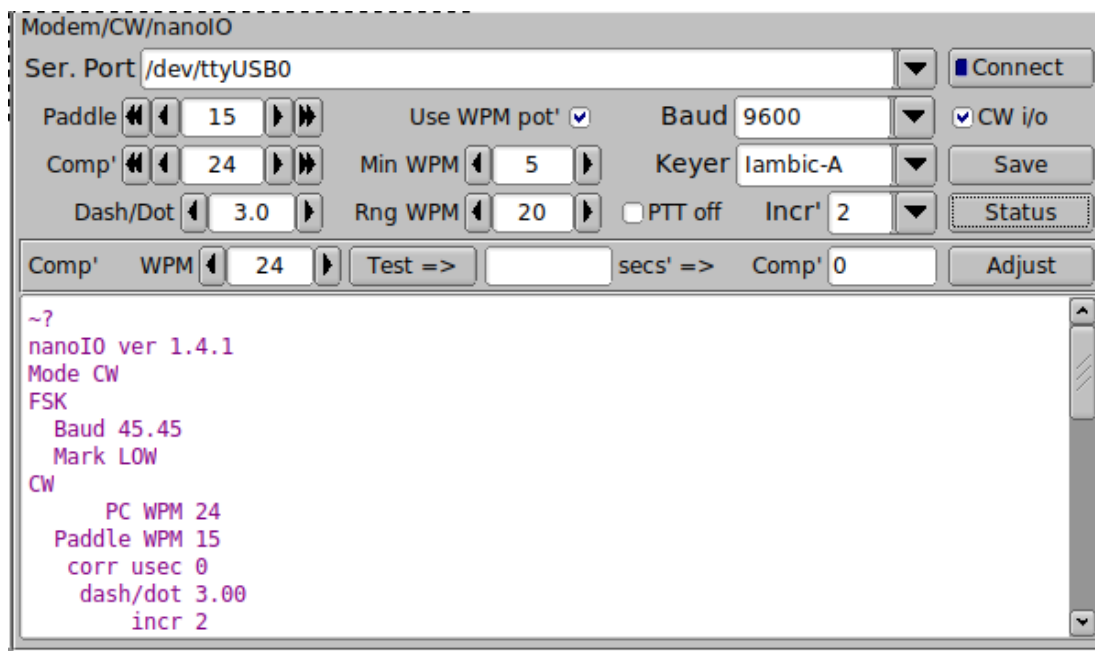 Modem/CW/nanoIO
Ser. Port /dev/ttyUSB0 Connect
Paddle 15 Use WPM pot' Baud 9600 CW i/o
Comp' 24 Min WPM 5 Keyer Iambic-A Save
Dash/Dot 3.0 Rng WPM 20 PTT off Incr' 2 Status
Comp' WPM 24 Test => secs' => Comp' 0 Adjust
~?
nanoIO ver 1.4.1
Mode CW
FSK
Baud 45.45
Mark LOW
CW
PC WPM 24
Paddle WPM 15
corr usec 0
dash/dot 3.00
incr 2